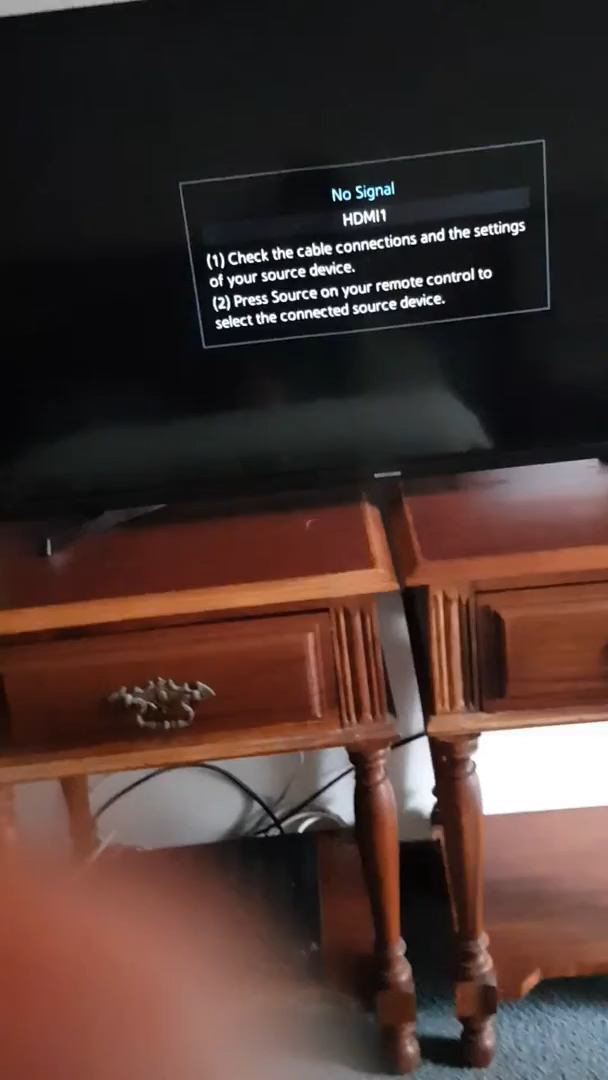 No Signal
HDMI1
(1) Check the cable connections and the settings
of your source device.
(2) Press Source on your remote control to
select the connected source device.